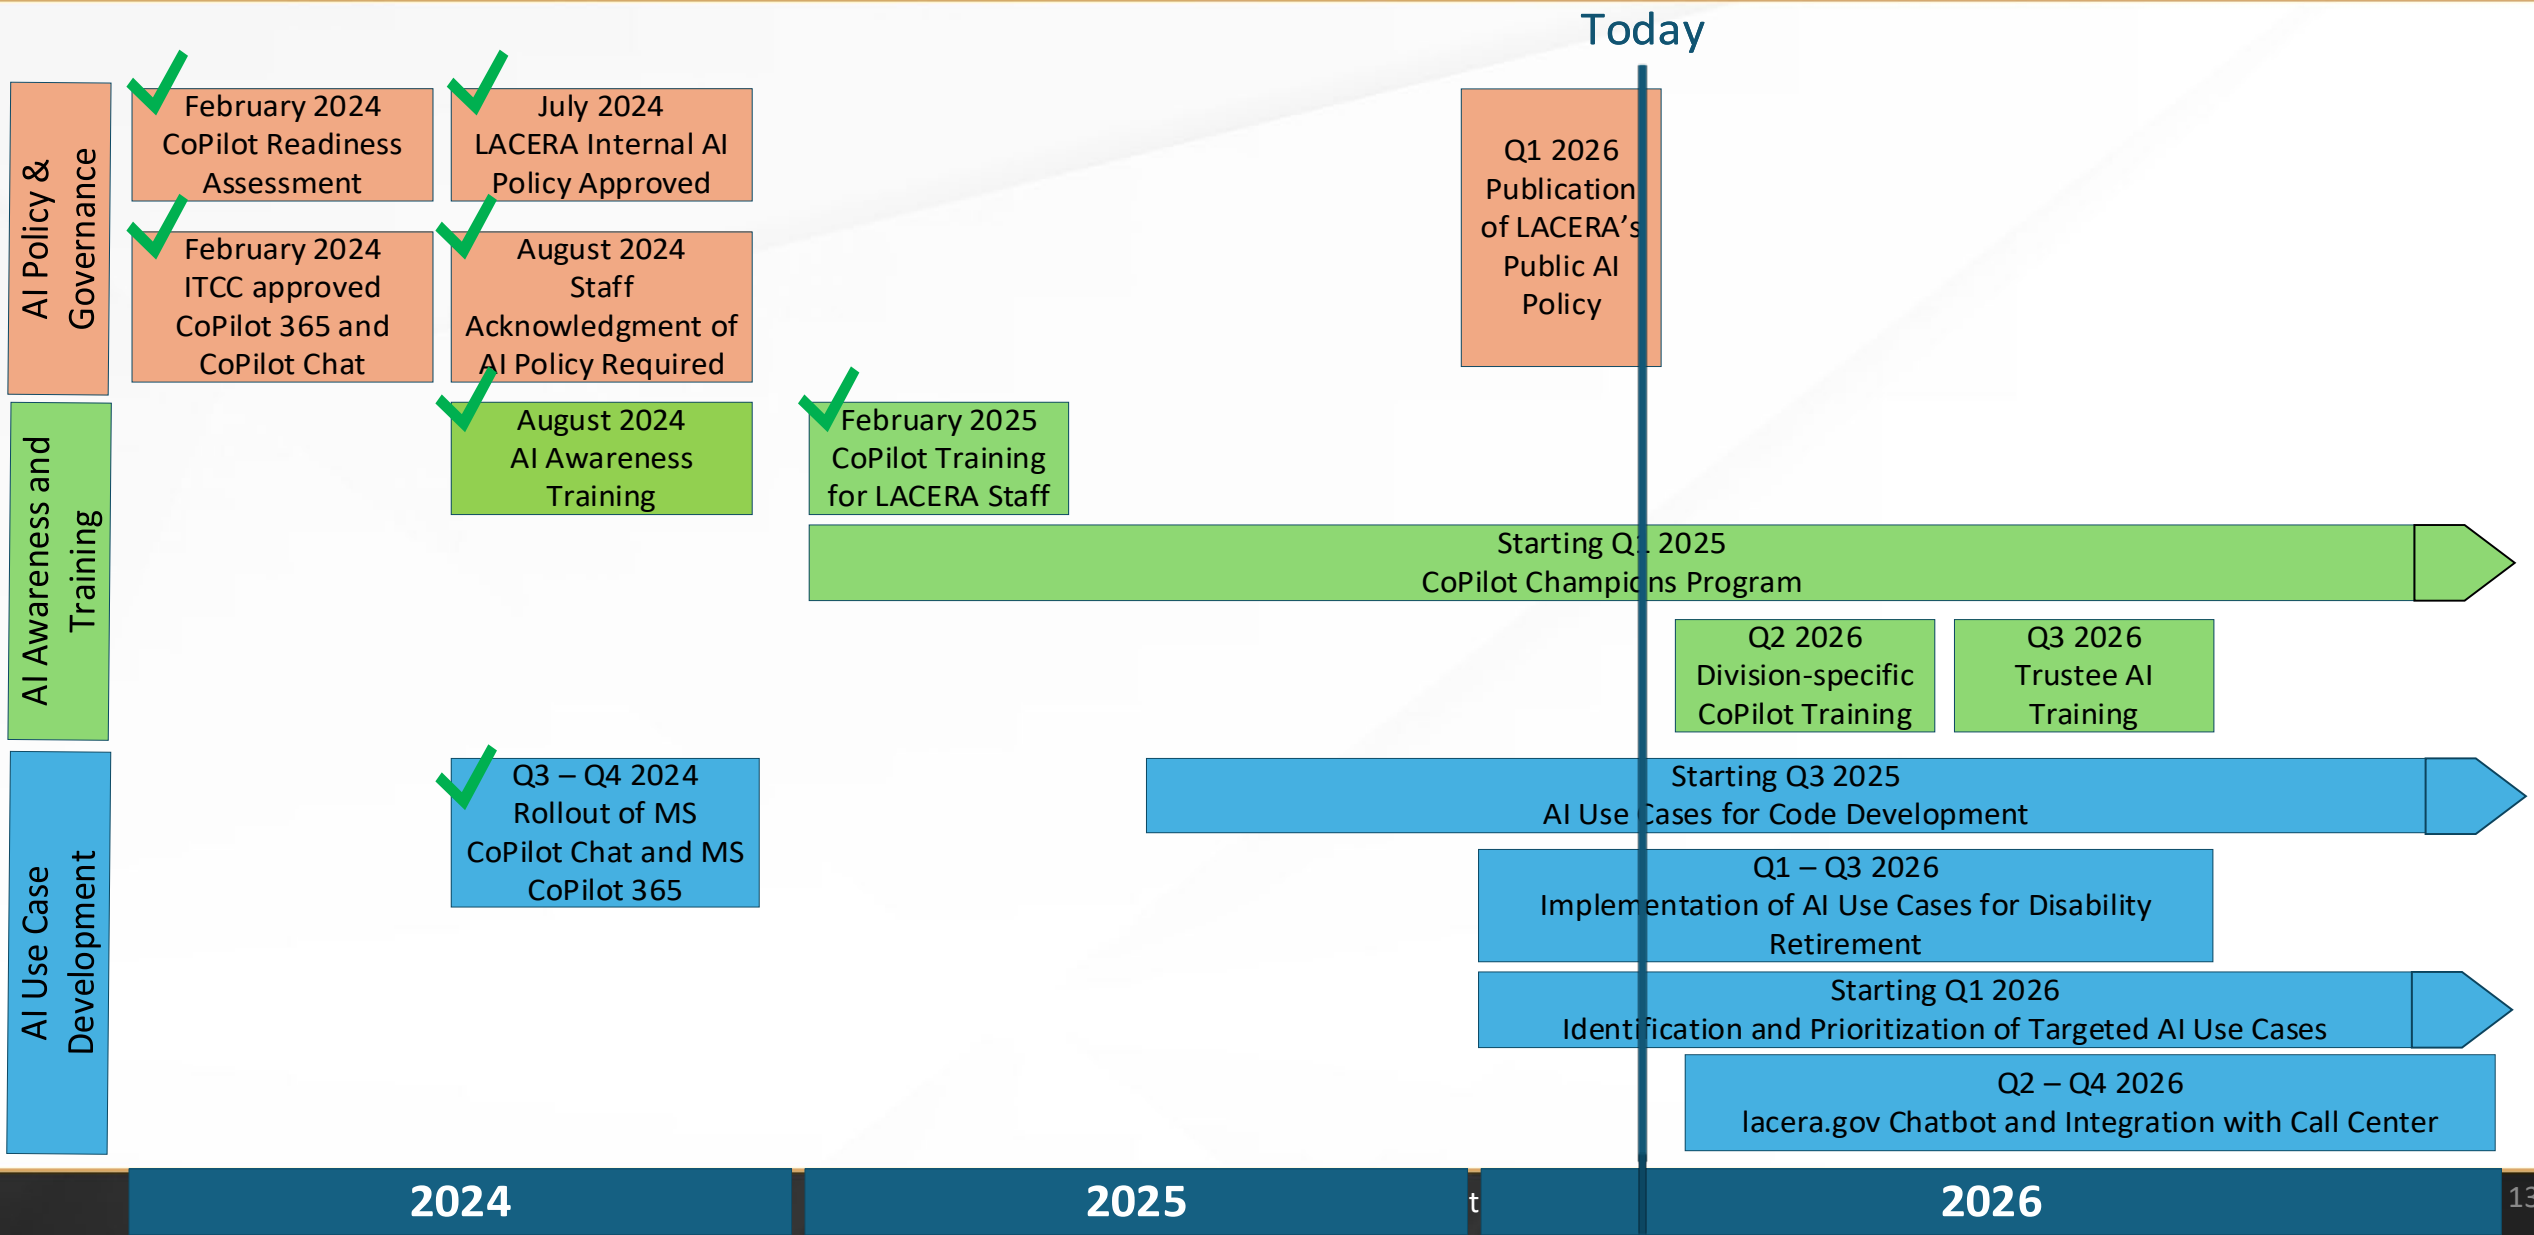 Today
AI Policy &
Governance
February 2024
CoPilot Readiness
Assessment
July 2024
LACERA Internal AI
Policy Approved
February 2024
ITCC approved
CoPilot 365 and
CoPilot Chat
August 2024
Staff
Acknowledgment of
AI Policy Required
Q1 2026
Publication
of LACERA’s
Public AI
Policy
AI Awareness and
Training
August 2024
AI Awareness
Training
February 2025
CoPilot Training
for LACERA Staff
Starting Q1 2025
CoPilot Champions Program
Q2 2026
Division-specific
CoPilot Training
Q3 2026
Trustee AI
Training
AI Use Case
Development
Q3 – Q4 2024
Rollout of MS
CoPilot Chat and MS
CoPilot 365
Starting Q3 2025
AI Use Cases for Code Development
Q1 – Q3 2026
Implementation of AI Use Cases for Disability
Retirement
Starting Q1 2026
Identification and Prioritization of Targeted AI Use Cases
Q2 – Q4 2026
lacera.gov Chatbot and Integration with Call Center
2024
2025
t
2026
13